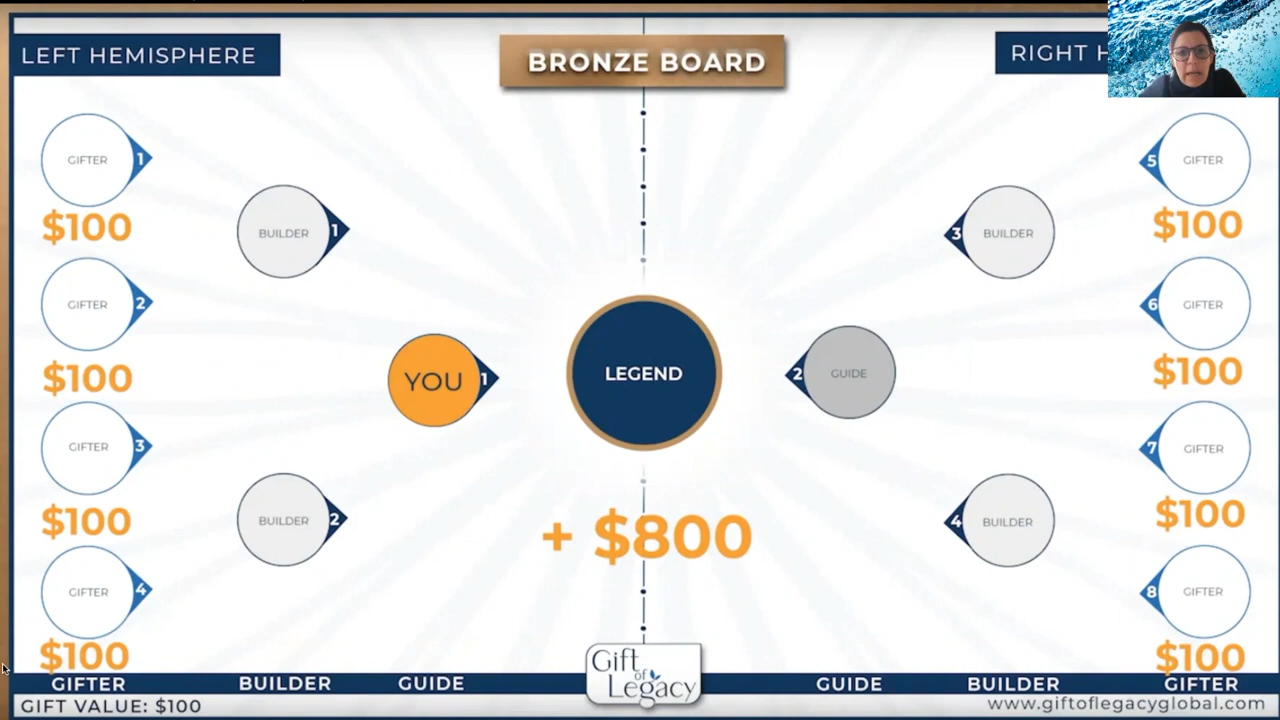 LEFT HEMISPHERE
BRONZE BOARD
RIGHT H
GIFTER 1
$100
BUILDER 1
GIFTER 2
$100
YOU 1
GIFTER 3
$100
BUILDER 2
GIFTER 4
$100
LEGEND
+ $800
2 GUIDE
3 BUILDER
4 BUILDER
5 GIFTER
$100
6 GIFTER
$100
7 GIFTER
$100
8 GIFTER
$100
Gift
of
Legacy
GIFTER BUILDER GUIDE GUIDE BUILDER GIFTER
GIFT VALUE: $100
www.giftoflegacyglobal.com